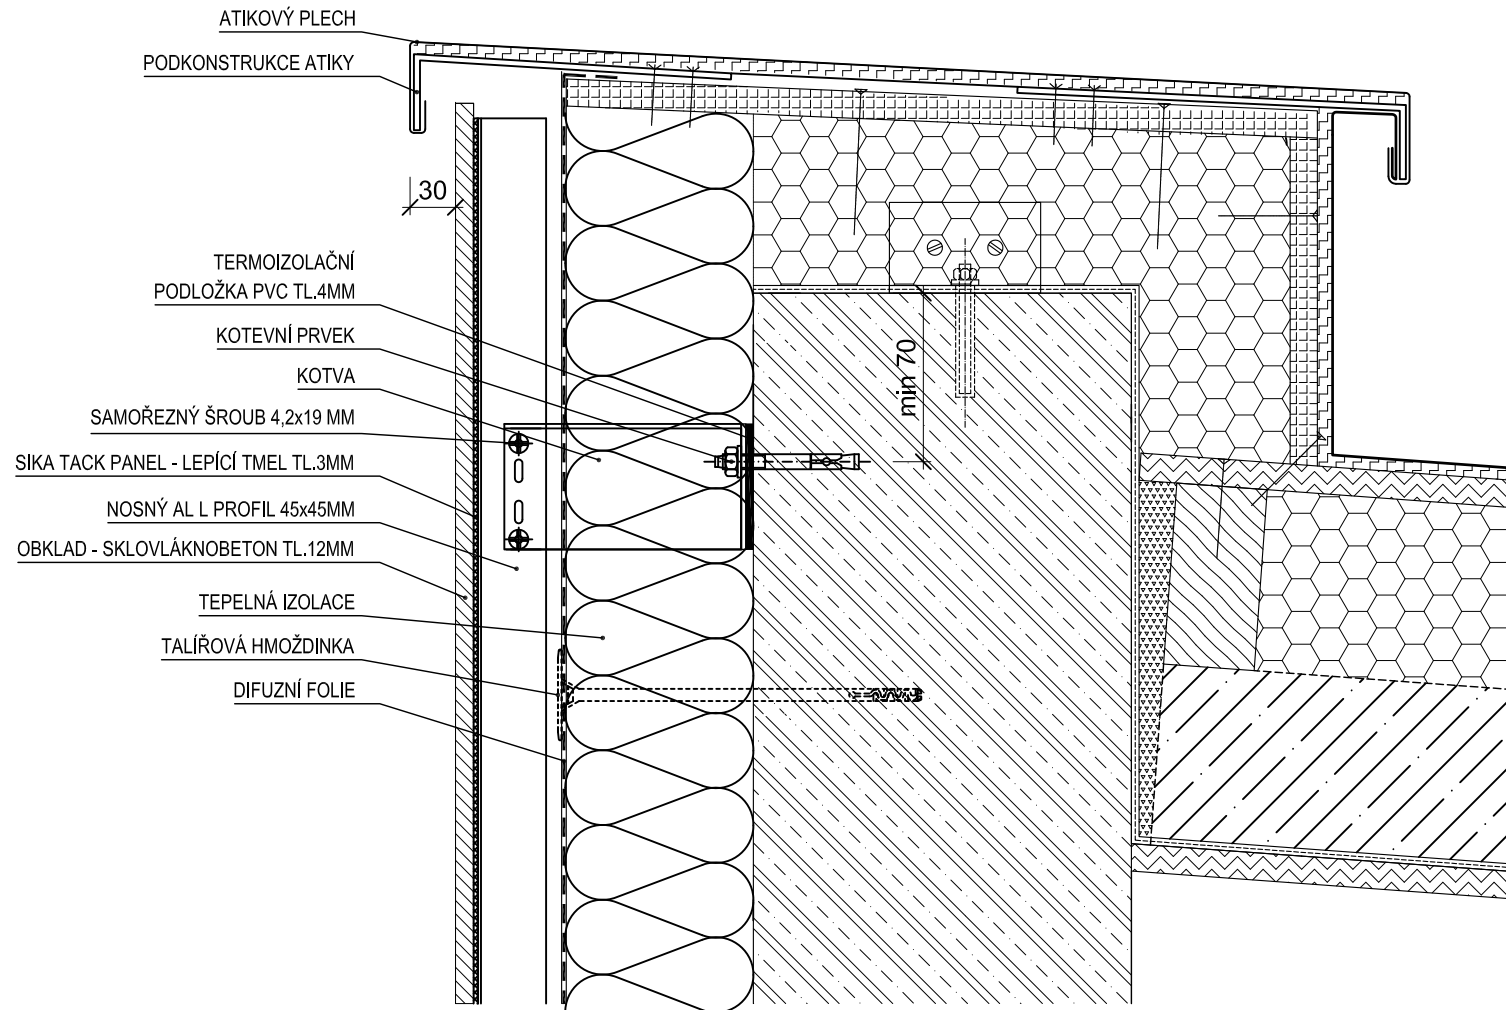 ATIKOVÝ PLECH
PODKONSTRUKCE ATIKY
30
TERMOIZOLAČNÍ
PODLOŽKA PVC TL.4MM
KOTEVNÍ PRVEK
KOTVA
SAMOŘEZNÝ ŠROUB 4,2x19 MM
SIKA TACK PANEL - LEPÍCÍ TMEL TL.3MM
NOSNÝ AL L PROFIL 45x45MM
OBKLAD - SKLOVLÁKNOBETON TL.12MM
TEPELNÁ IZOLACE
TALÍŘOVÁ HMOŽDINKA
DIFUZNÍ FOLIE
min 70